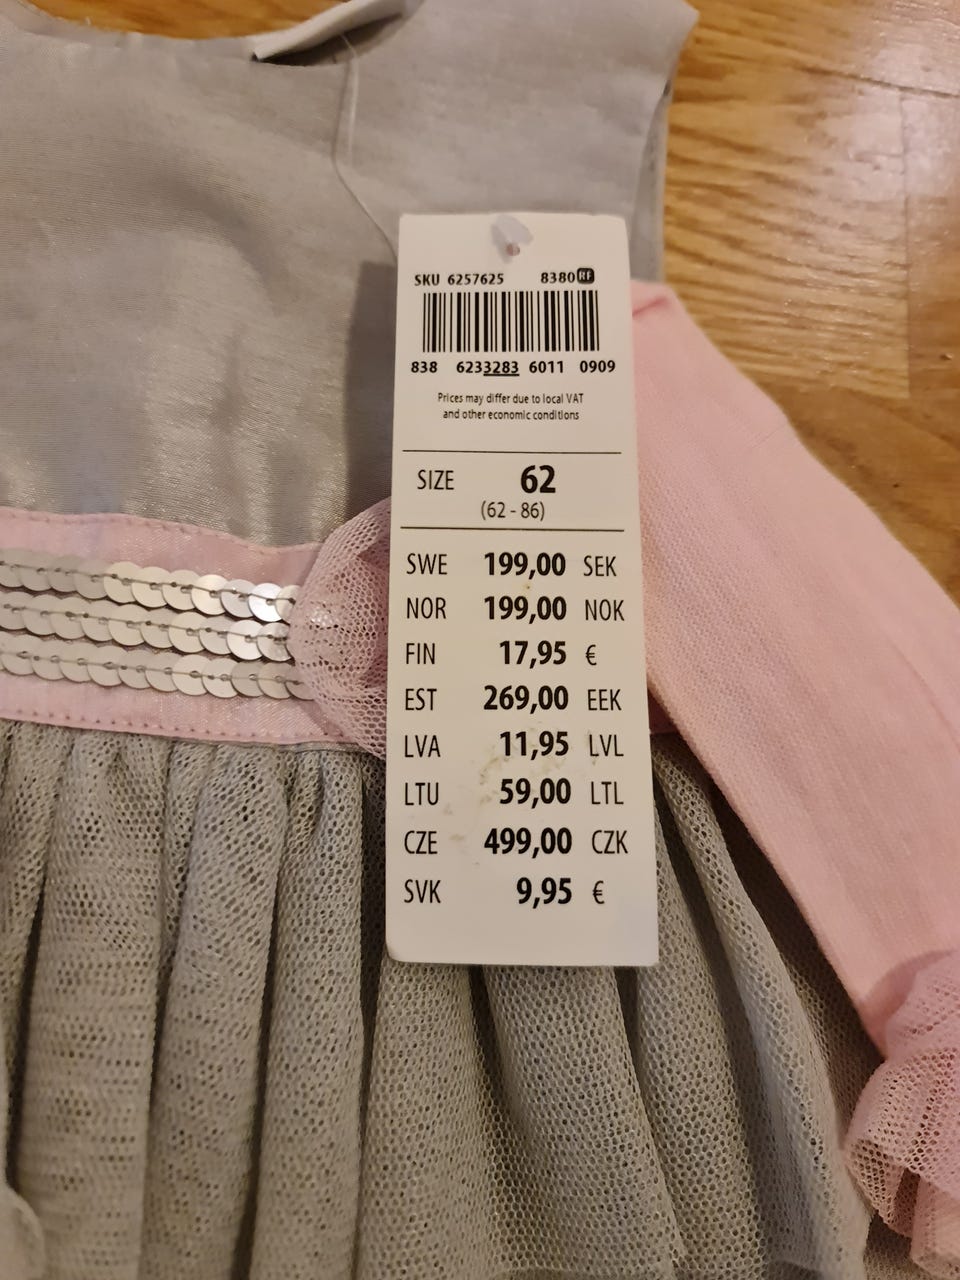 SKU 6257625 8380 RF
838 6233283 6011 0909
Prices may differ due to local VAT
and other economic conditions
SIZE 62
(62 - 86)
SWE 199,00 SEK
NOR 199,00 NOK
FIN 17,95 €
EST 269,00 EEK
LVA 11,95 LVL
LTU 59,00 LTL
CZE 499,00 CZK
SVK 9,95 €